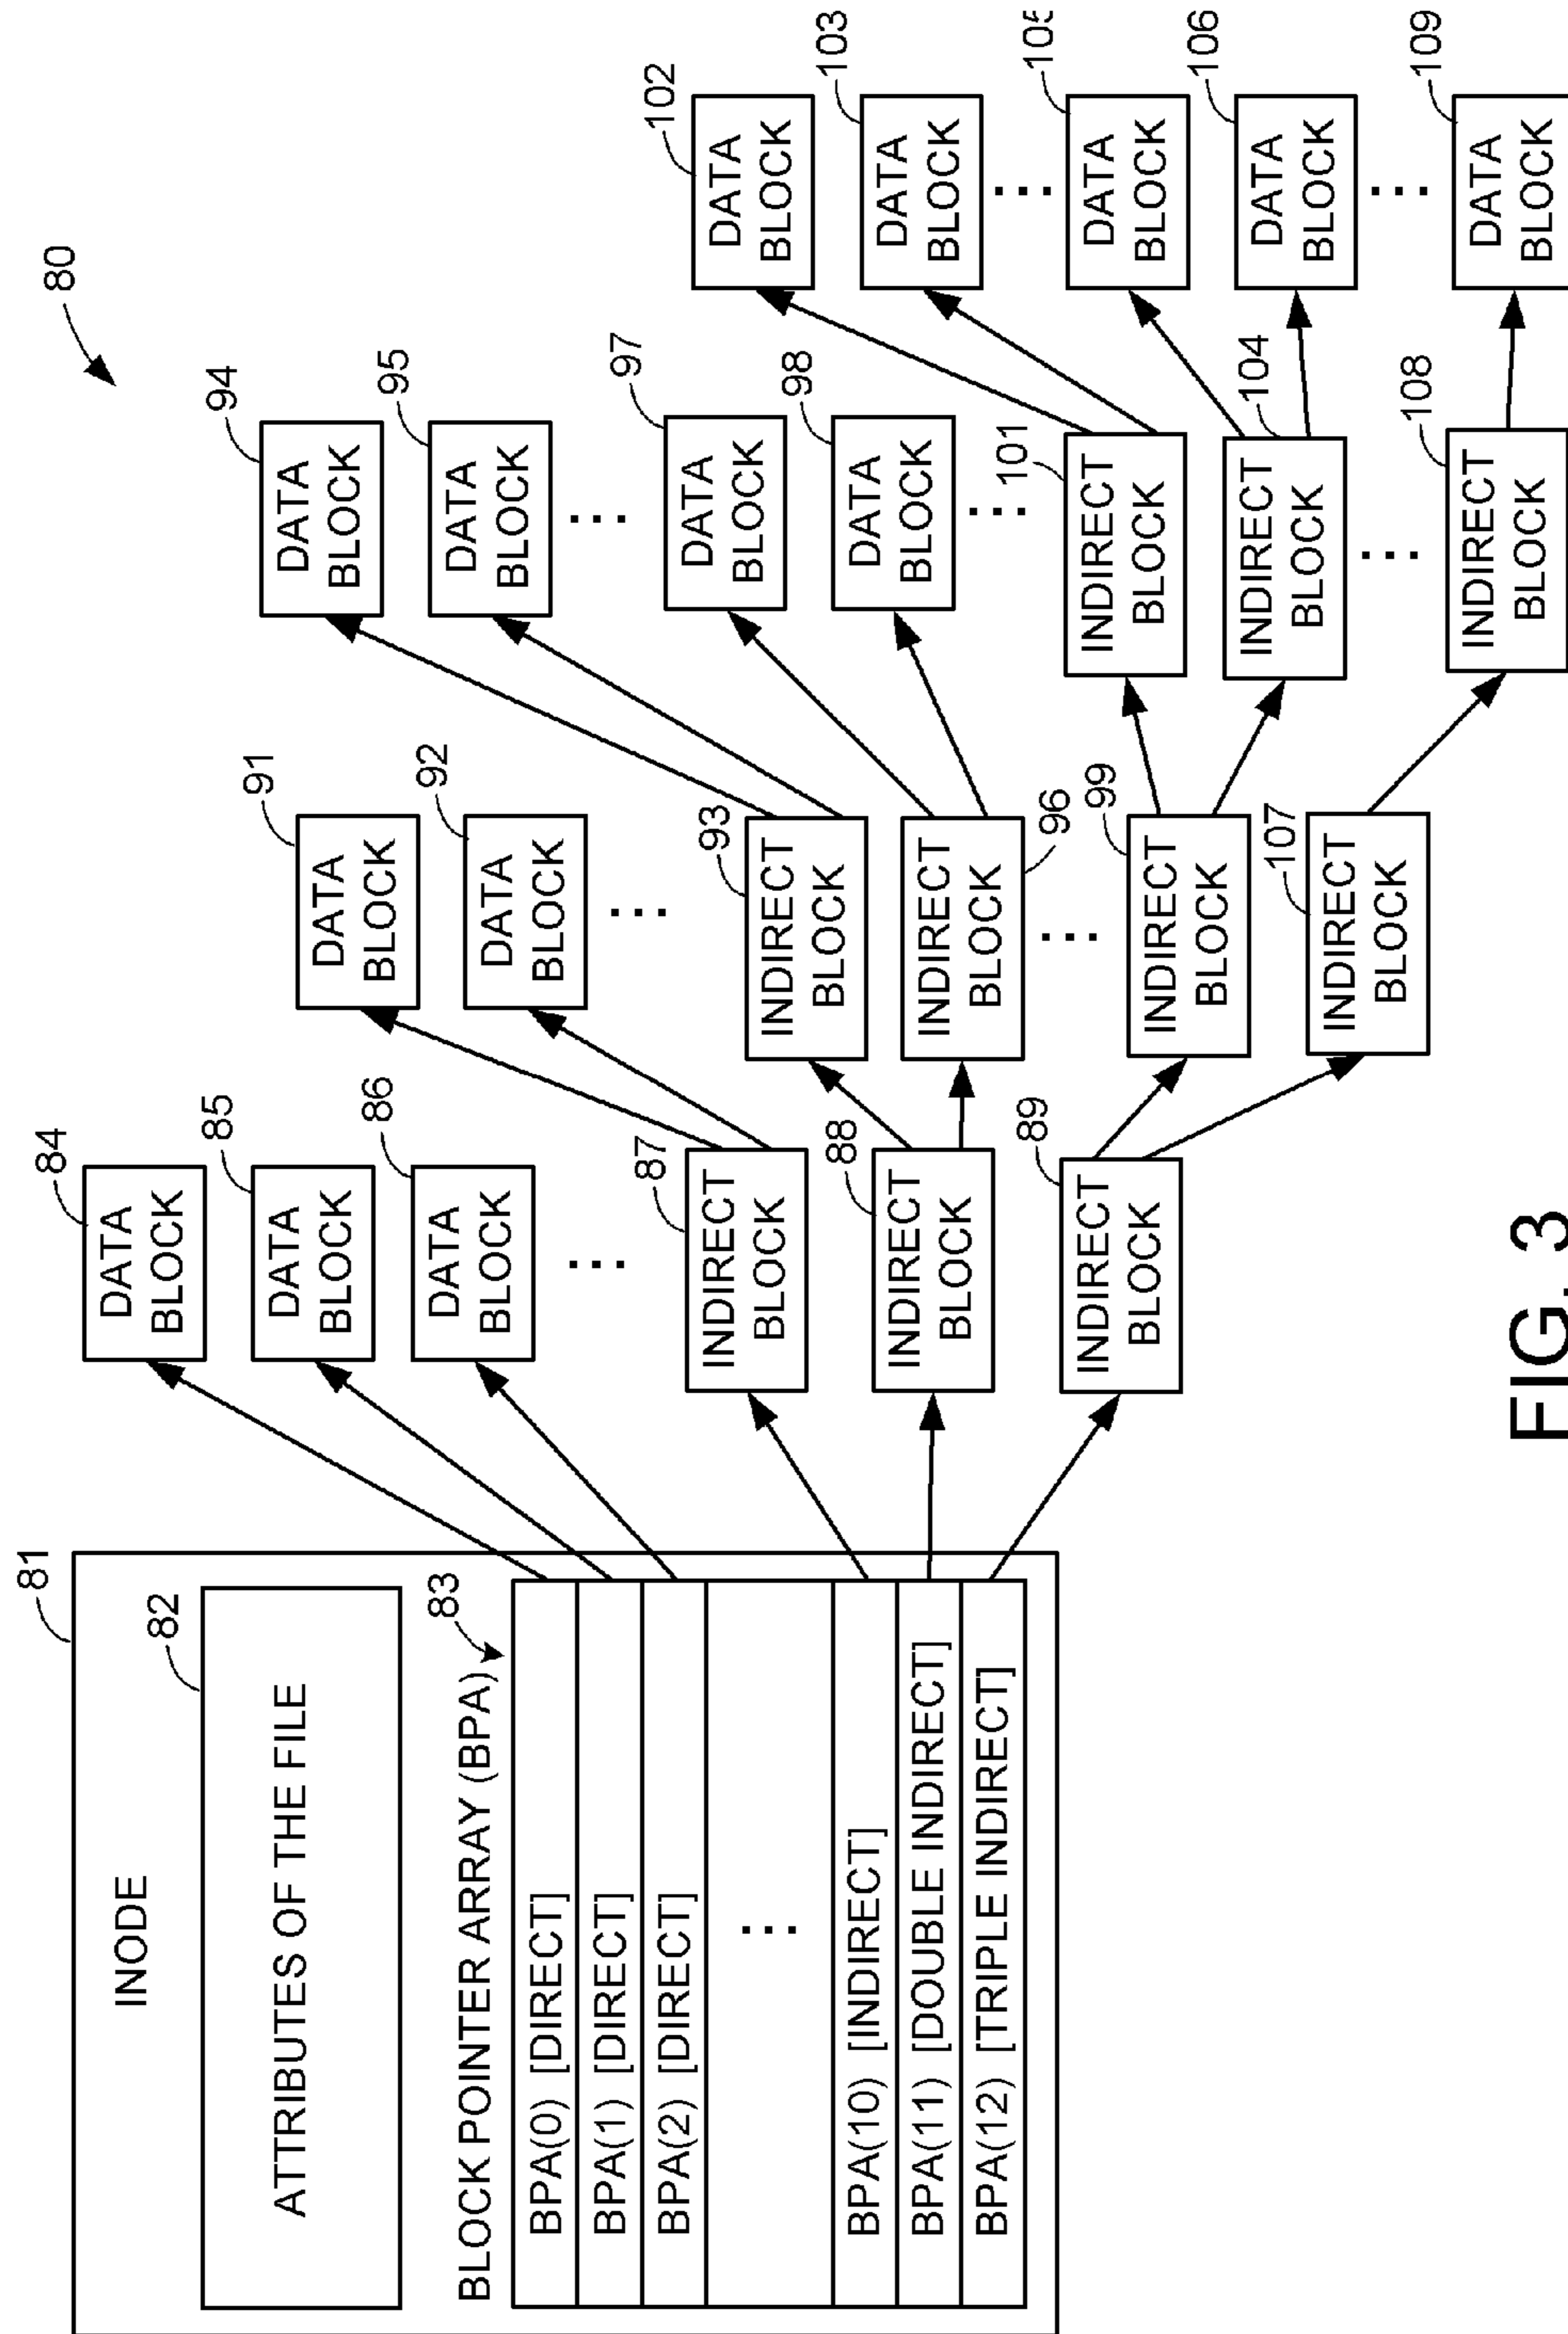 80
81
INODE
82
ATTRIBUTES OF THE FILE
BLOCK POINTER ARRAY (BPA)
83
BPA(0) [DIRECT]
BPA(1) [DIRECT]
BPA(2) [DIRECT]
...
BPA(10) [INDIRECT]
BPA(11) [DOUBLE INDIRECT]
BPA(12) [TRIPLE INDIRECT]
84
DATA
BLOCK
85
DATA
BLOCK
86
DATA
BLOCK
...
87
INDIRECT
BLOCK
88
INDIRECT
BLOCK
89
INDIRECT
BLOCK
91
DATA
BLOCK
92
DATA
BLOCK
...
93
INDIRECT
BLOCK
INDIRECT
BLOCK
96
...
99
INDIRECT
BLOCK
107
INDIRECT
BLOCK
94
DATA
BLOCK
95
DATA
BLOCK
...
97
DATA
BLOCK
98
DATA
BLOCK
...
101
INDIRECT
BLOCK
104
INDIRECT
BLOCK
...
108
INDIRECT
BLOCK
102
DATA
BLOCK
103
DATA
BLOCK
...
105
DATA
BLOCK
106
DATA
BLOCK
...
109
DATA
BLOCK
FIG. 3